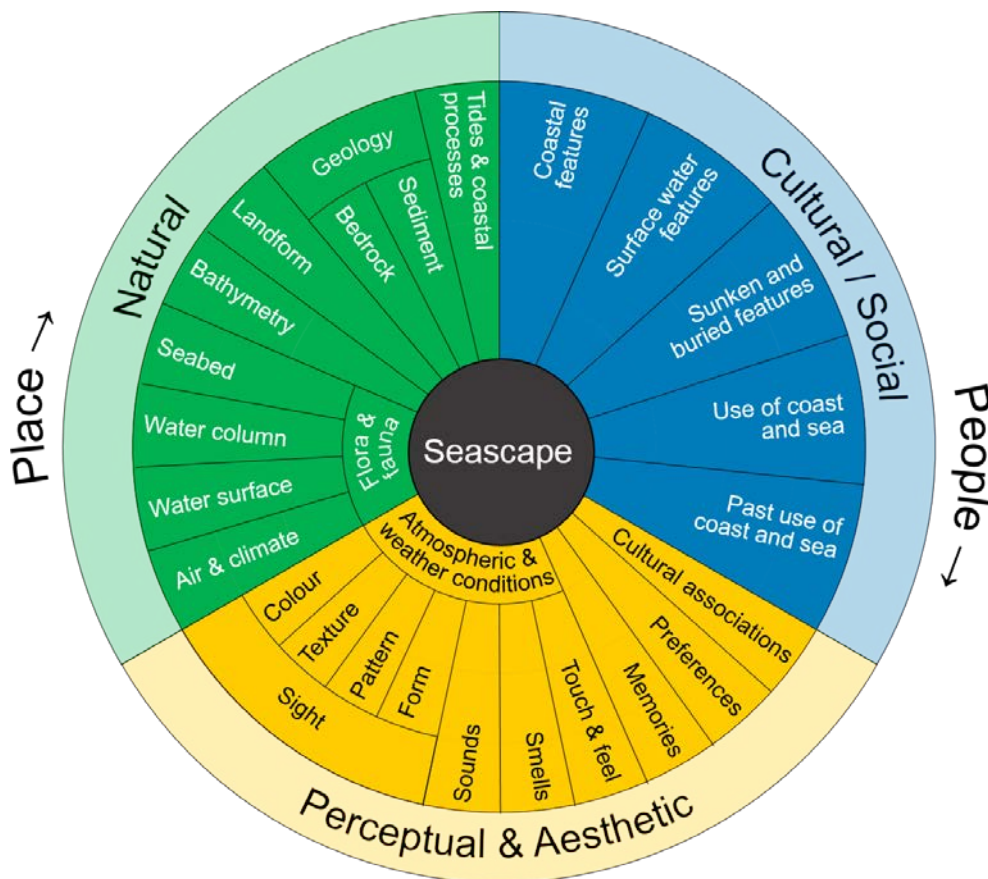 Seascape
Natural
Cultural / Social
Perceptual & Aesthetic
Place →
People →
Tides & coastal
processes
Geology
Sediment
Bedrock
Landform
Bathymetry
Seabed
Water column
Water surface
Air & climate
Flora &
fauna
Coastal
features
Surface water
features
Sunken and
buried features
Use of coast
and sea
Past use of
coast and sea
Atmospheric &
weather conditions
Colour
Texture
Pattern
Form
Sight
Sounds
Smells
Touch & feel
Memories
Preferences
Cultural associations